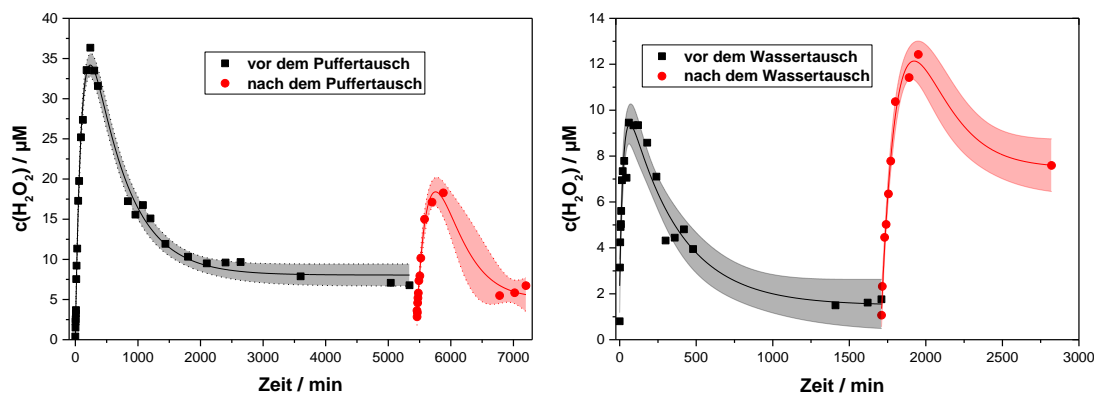 40
35
30
25
20
15
10
5
0
c(H₂O₂) / µM
vor dem Puffertausch
nach dem Puffertausch
0 1000 2000 3000 4000 5000 6000 7000
Zeit / min
14
12
10
8
6
4
2
0
c(H₂O₂) / µM
vor dem Wassertausch
nach dem Wassertausch
0 500 1000 1500 2000 2500 3000
Zeit / min